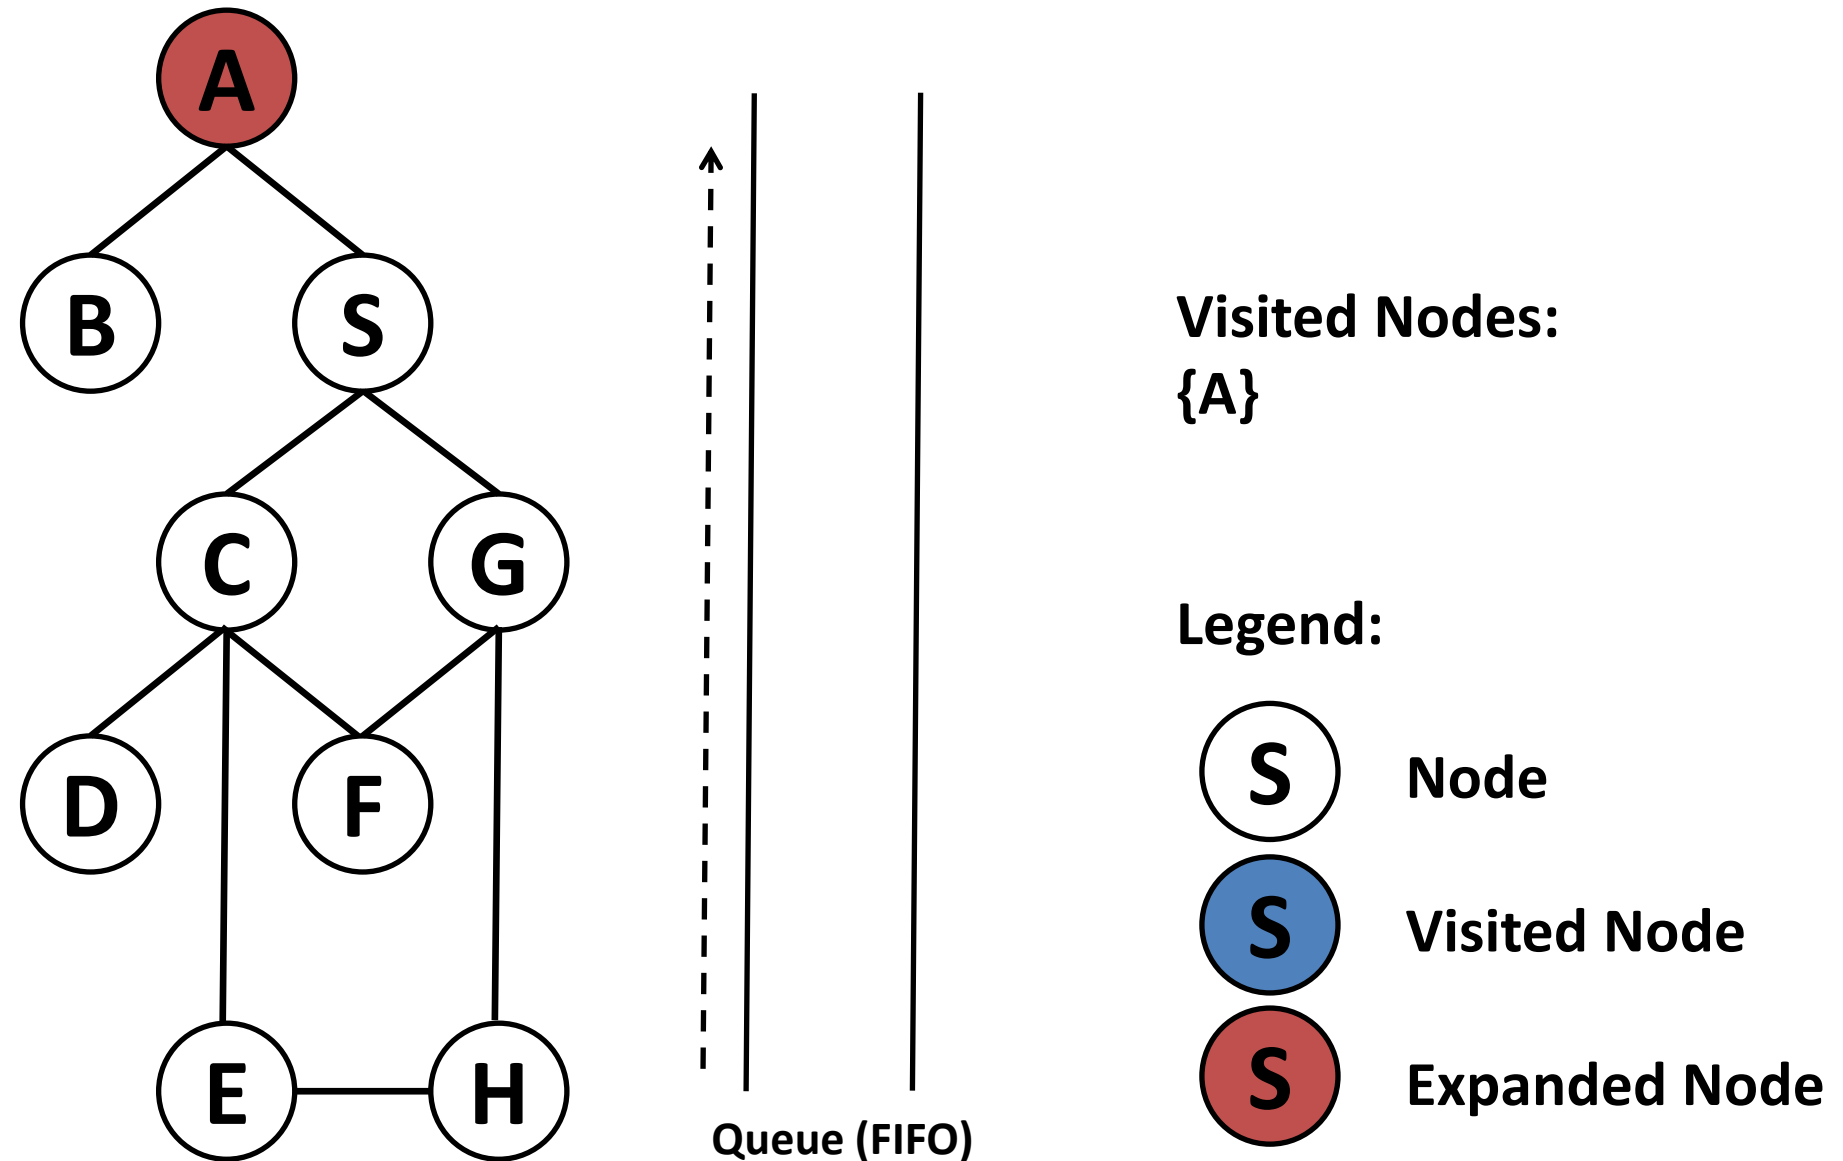 A
B
S
C
G
D
F
E
H
Queue (FIFO)
Visited Nodes:
{A}
Legend:
S Node
S Visited Node
S Expanded Node